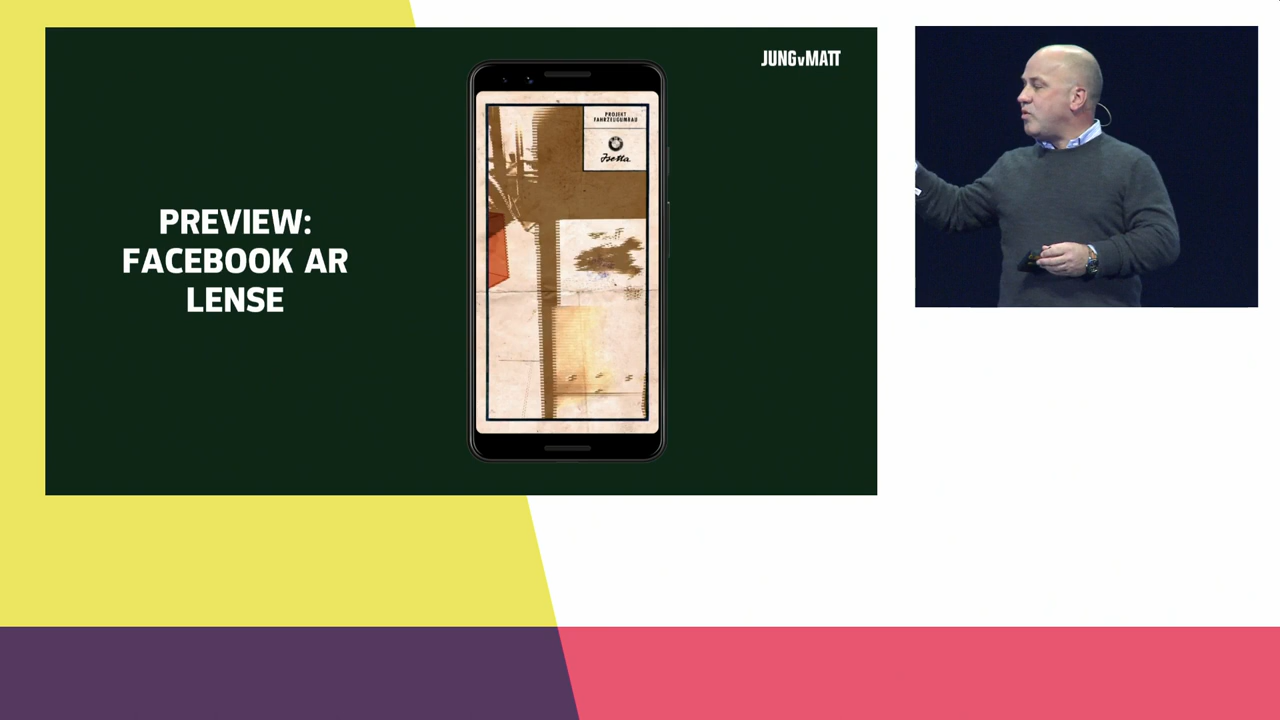 JUNGvMATT
PREVIEW:
FACEBOOK AR
LENSE
PROJEKT
FAHRZEUGUMBAU
Isetta